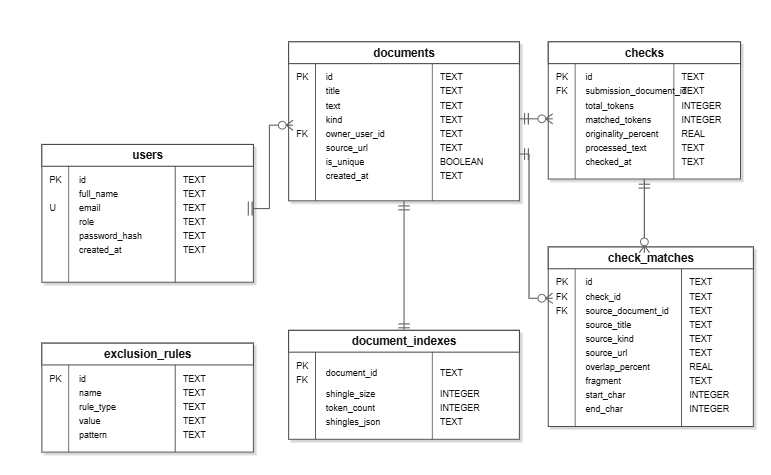 documents
PK id TEXT
title TEXT
text TEXT
kind TEXT
FK owner_user_id TEXT
source_url TEXT
is_unique BOOLEAN
created_at TEXT
checks
PK id TEXT
FK submission_document_id TEXT
total_tokens INTEGER
matched_tokens INTEGER
originality_percent REAL
processed_text TEXT
checked_at TEXT
users
PK id TEXT
full_name TEXT
U email TEXT
role TEXT
password_hash TEXT
created_at TEXT
check_matches
PK id TEXT
FK check_id TEXT
FK source_document_id TEXT
source_title TEXT
source_kind TEXT
source_url TEXT
overlap_percent REAL
fragment TEXT
start_char INTEGER
end_char INTEGER
exclusion_rules
PK id TEXT
name TEXT
rule_type TEXT
value TEXT
pattern TEXT
document_indexes
PK
FK document_id TEXT
shingle_size INTEGER
token_count INTEGER
shingles_json TEXT